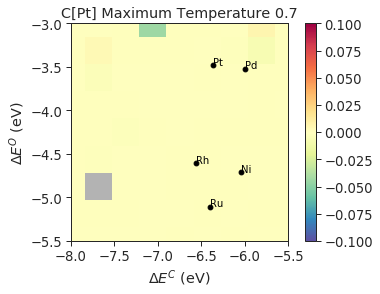 C[Pt] Maximum Temperature 0.7
−3.0
−3.5
−4.0
−4.5
−5.0
−5.5
ΔE^O (eV)
Pt
Pd
Rh
Ni
Ru
−8.0 −7.5 −7.0 −6.5 −6.0 −5.5
ΔE^C (eV)
0.100
0.075
0.050
0.025
0.000
−0.025
−0.050
−0.075
−0.100